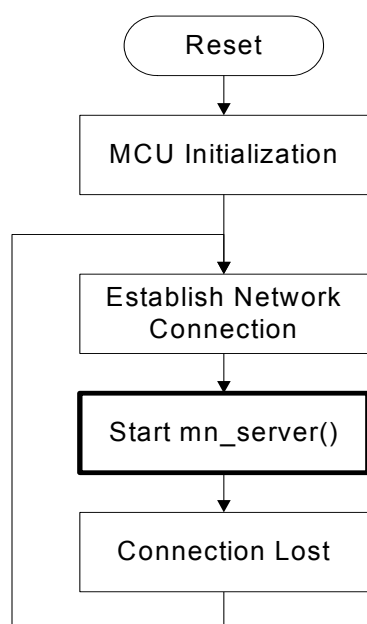 Reset
MCU Initialization
Establish Network
Connection
Start mn_server()
Connection Lost